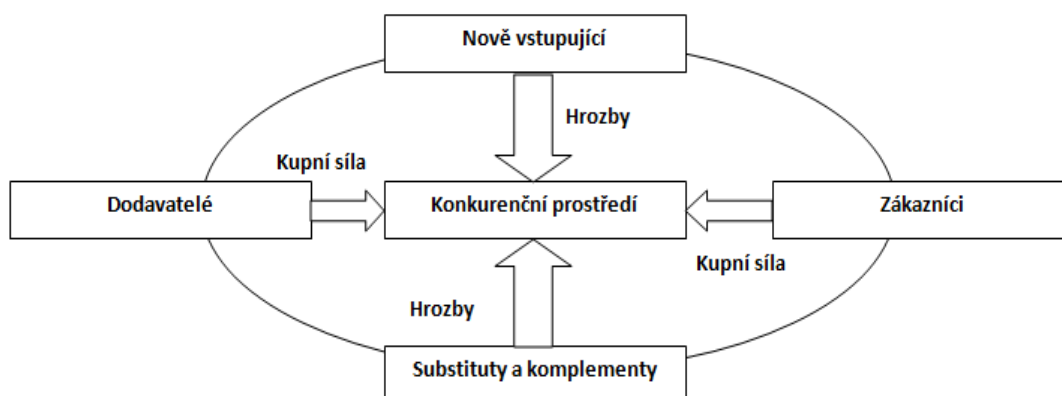 Nově vstupující
Hrozby
Kupní síla
Dodavatelé
Konkurenční prostředí
Zákazníci
Kupní síla
Hrozby
Substituty a komplementy